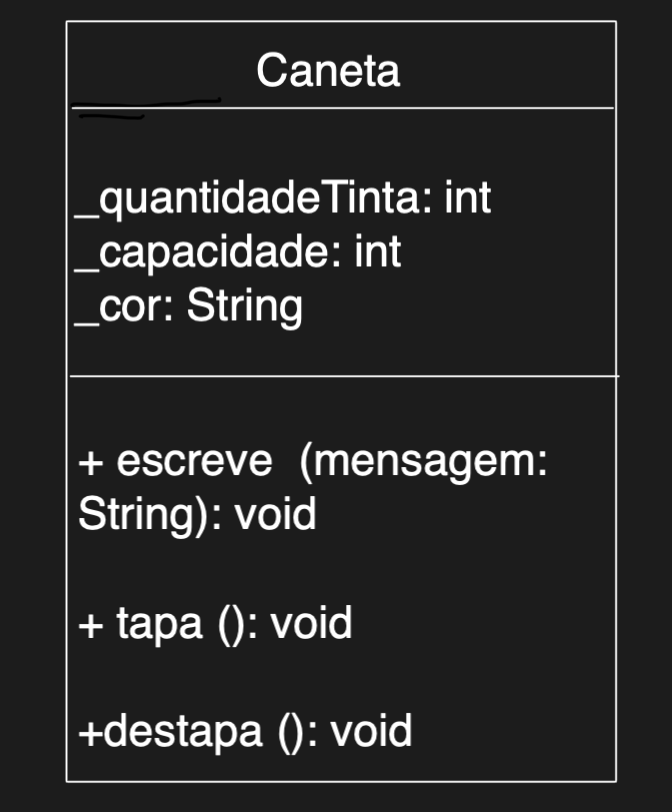 Caneta
_quantidadeTinta: int
_capacidade: int
_cor: String
+ escreve (mensagem:
String): void
+ tapa (): void
+destapa (): void